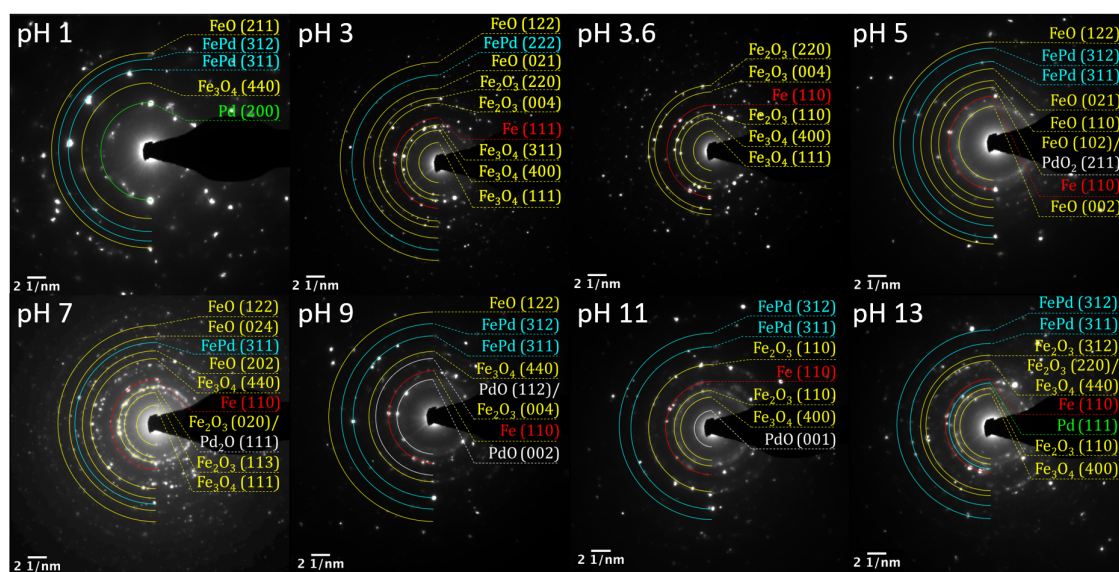 pH 1
FeO (211)
FePd (312)
FePd (311)
Fe₃O₄ (440)
Pd (200)
2 1/nm
pH 3
FeO (122)
FePd (222)
FeO (021)
Fe₂O₃ (220)
Fe₂O₃ (004)
Fe (111)
Fe₃O₄ (311)
Fe₃O₄ (400)
Fe₃O₄ (111)
2 1/nm
pH 3.6
Fe₂O₃ (220)
Fe₂O₃ (004)
Fe (110)
Fe₂O₃ (110)
Fe₃O₄ (400)
Fe₃O₄ (111)
2 1/nm
pH 5
FeO (122)
FePd (312)
FePd (311)
FeO (021)
FeO (110)
FeO (102)/
PdO₂ (211)
Fe (110)
FeO (002)
2 1/nm
pH 7
FeO (122)
FeO (024)
FePd (311)
FeO (202)
Fe₃O₄ (440)
Fe (110)
Fe₂O₃ (020)/
Pd₂O (111)
Fe₂O₃ (113)
Fe₃O₄ (111)
2 1/nm
pH 9
FeO (122)
FePd (312)
FePd (311)
Fe₃O₄ (440)
PdO (112)/
Fe₂O₃ (004)
Fe (110)
PdO (002)
2 1/nm
pH 11
FePd (312)
FePd (311)
Fe₂O₃ (110)
Fe (110)
Fe₂O₃ (110)
Fe₃O₄ (400)
PdO (001)
2 1/nm
pH 13
FePd (312)
FePd (311)
Fe₂O₃ (312)
Fe₂O₃ (220)/
Fe₃O₄ (440)
Fe (110)
Pd (111)
Fe₂O₃ (110)
Fe₃O₄ (400)
2 1/nm